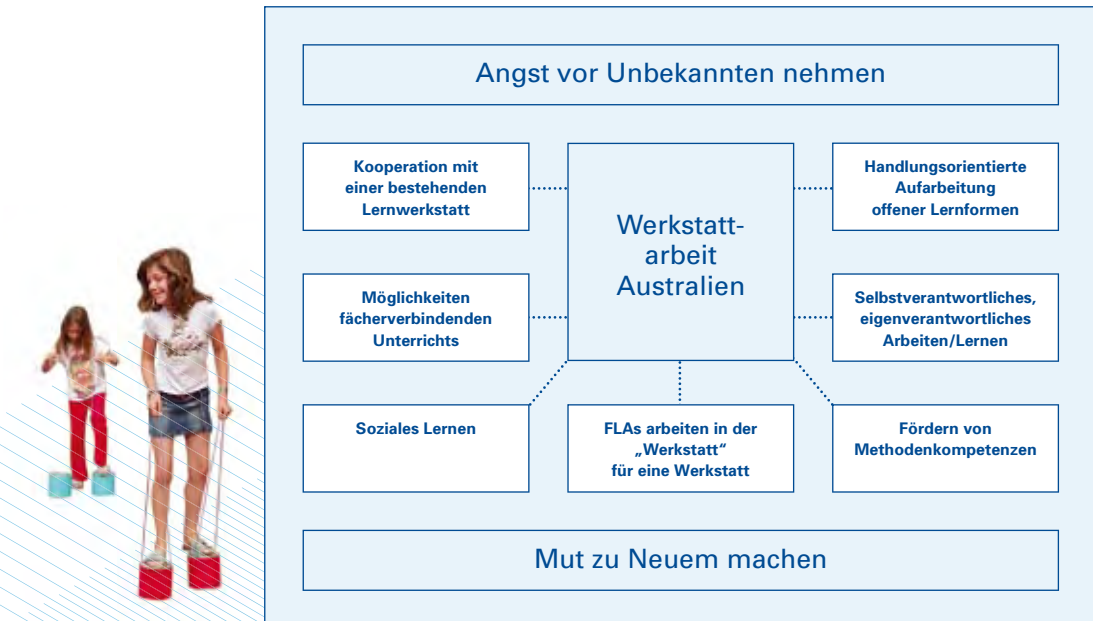 Angst vor Unbekannten nehmen
Kooperation mit
einer bestehenden
Lernwerkstatt
Werkstatt-
arbeit
Australien
Handlungsorientierte
Aufarbeitung
offener Lernformen
Möglichkeiten
fächerverbindenden
Unterrichts
Selbstverantwortliches,
eigenverantwortliches
Arbeiten/Lernen
Soziales Lernen
FLAs arbeiten in der
„Werkstatt“
für eine Werkstatt
Fördern von
Methodenkompetenzen
Mut zu Neuem machen